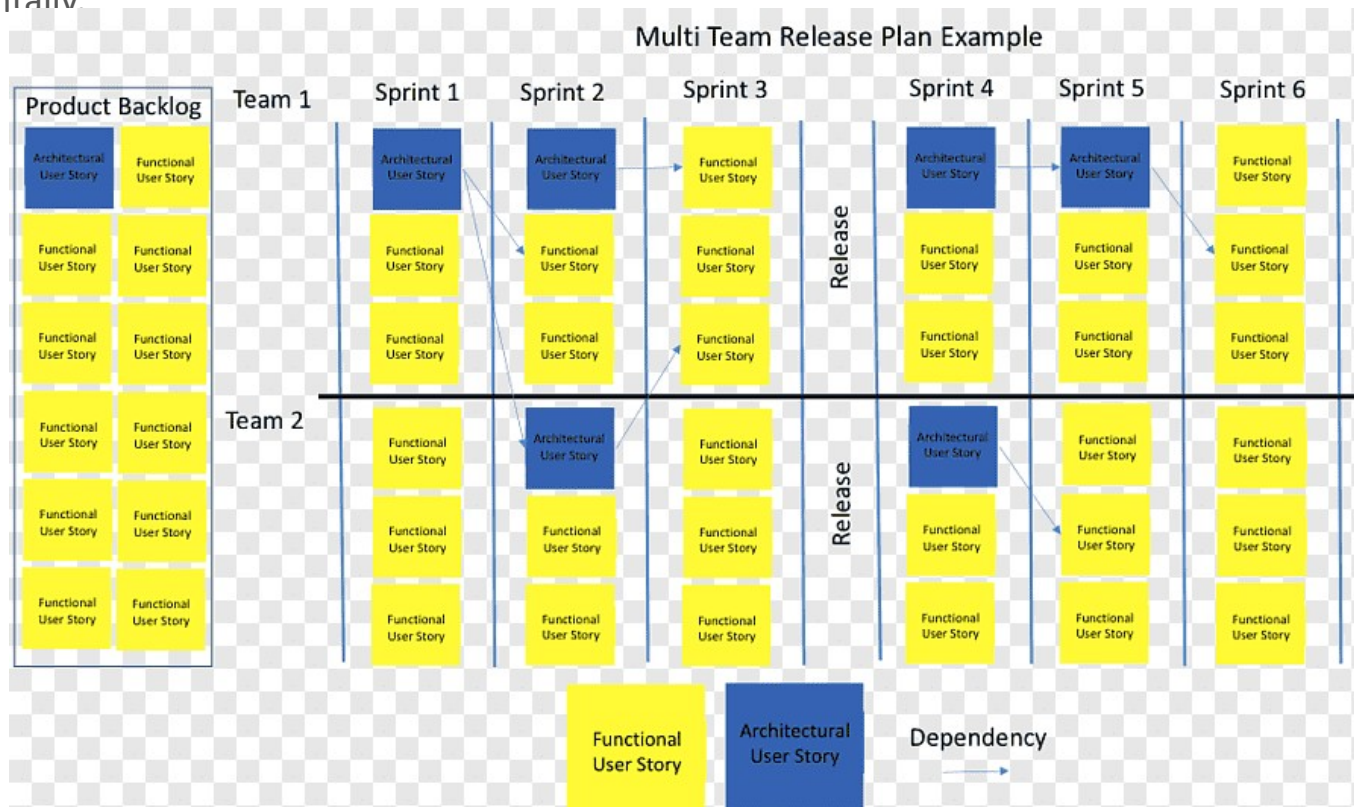 Multi Team Release Plan Example
Product Backlog
Architectural
User Story
Functional
User Story
Functional
User Story
Functional
User Story
Functional
User Story
Functional
User Story
Functional
User Story
Functional
User Story
Functional
User Story
Functional
User Story
Functional
User Story
Functional
User Story
Team 1
Sprint 1
Architectural
User Story
Functional
User Story
Functional
User Story
Sprint 2
Architectural
User Story
Functional
User Story
Functional
User Story
Sprint 3
Functional
User Story
Functional
User Story
Functional
User Story
Release
Sprint 4
Architectural
User Story
Functional
User Story
Functional
User Story
Sprint 5
Architectural
User Story
Functional
User Story
Functional
User Story
Sprint 6
Functional
User Story
Functional
User Story
Functional
User Story
Team 2
Functional
User Story
Functional
User Story
Functional
User Story
Architectural
User Story
Functional
User Story
Functional
User Story
Functional
User Story
Functional
User Story
Functional
User Story
Release
Architectural
User Story
Functional
User Story
Functional
User Story
Functional
User Story
Functional
User Story
Functional
User Story
Functional
User Story
Functional
User Story
Functional
User Story
Functional
User Story
Architectural
User Story
Dependency